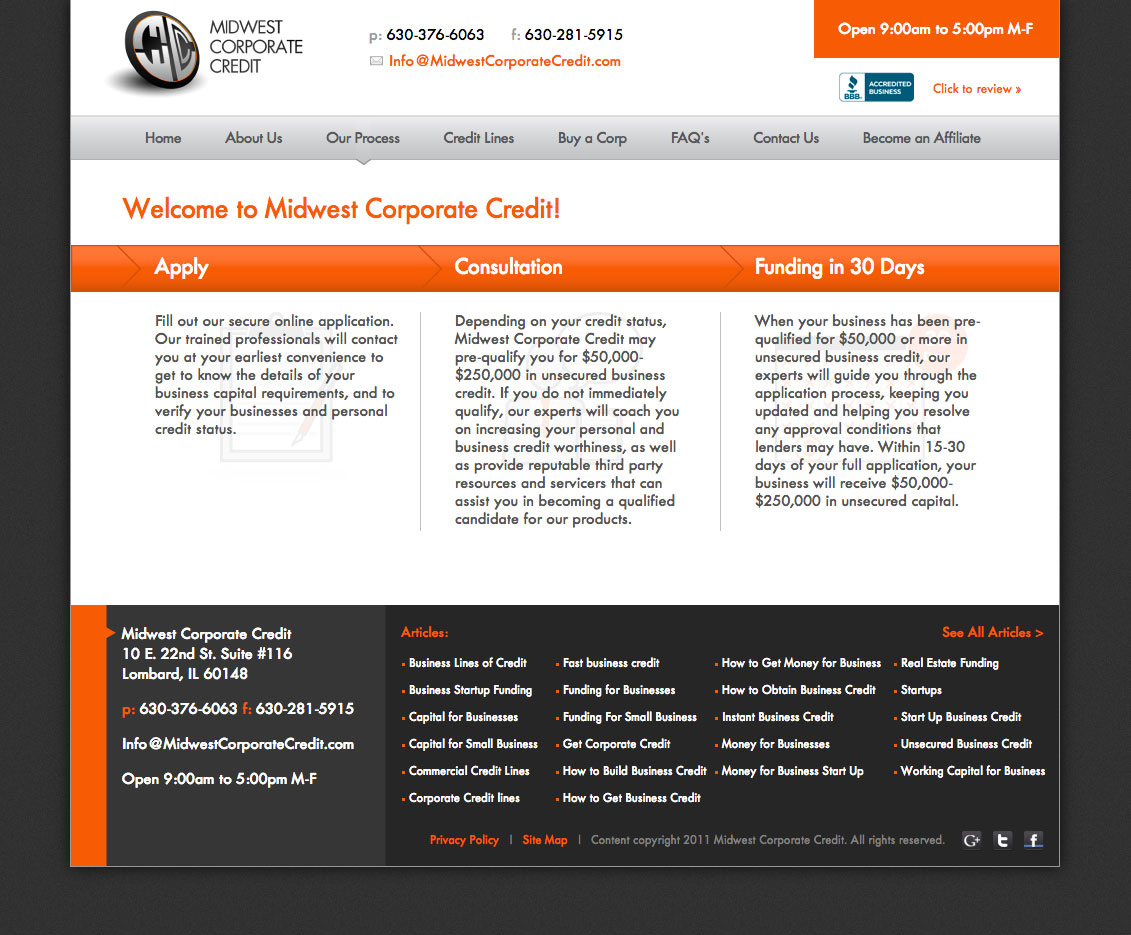 MIDWEST
CORPORATE
CREDIT
p: 630-376-6063 f: 630-281-5915
Info@MidwestCorporateCredit.com
Open 9:00am to 5:00pm M-F
BBB. ACCREDITED
BUSINESS
Click to review »
Home About Us Our Process Credit Lines Buy a Corp FAQ's Contact Us Become an Affiliate
Welcome to Midwest Corporate Credit!
Apply
Fill out our secure online application.
Our trained professionals will contact
you at your earliest convenience to
get to know the details of your
business capital requirements, and to
verify your businesses and personal
credit status.
Consultation
Depending on your credit status,
Midwest Corporate Credit may
pre-qualify you for $50,000-
$250,000 in unsecured business
credit. If you do not immediately
qualify, our experts will coach you
on increasing your personal and
business credit worthiness, as well
as provide reputable third party
resources and servicers that can
assist you in becoming a qualified
candidate for our products.
Funding in 30 Days
When your business has been pre-
qualified for $50,000 or more in
unsecured business credit, our
experts will guide you through the
application process, keeping you
updated and helping you resolve
any approval conditions that
lenders may have. Within 15-30
days of your full application, your
business will receive $50,000-
$250,000 in unsecured capital.
Midwest Corporate Credit
10 E. 22nd St. Suite #116
Lombard, IL 60148
p: 630-376-6063 f: 630-281-5915
Info@MidwestCorporateCredit.com
Open 9:00am to 5:00pm M-F
Articles:
See All Articles >
Business Lines of Credit
Business Startup Funding
Capital for Businesses
Capital for Small Business
Commercial Credit Lines
Corporate Credit lines
Fast business credit
Funding for Businesses
Funding For Small Business
Get Corporate Credit
How to Build Business Credit
How to Get Business Credit
How to Get Money for Business
How to Obtain Business Credit
Instant Business Credit
Money for Businesses
Money for Business Start Up
Real Estate Funding
Startups
Start Up Business Credit
Unsecured Business Credit
Working Capital for Business
Privacy Policy | Site Map | Content copyright 2011 Midwest Corporate Credit. All rights reserved.